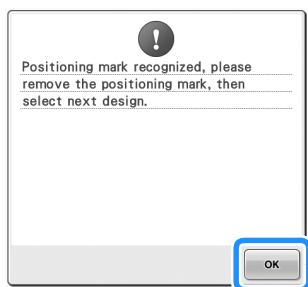 Positioning mark recognized, please
remove the positioning mark, then
select next design.
OK